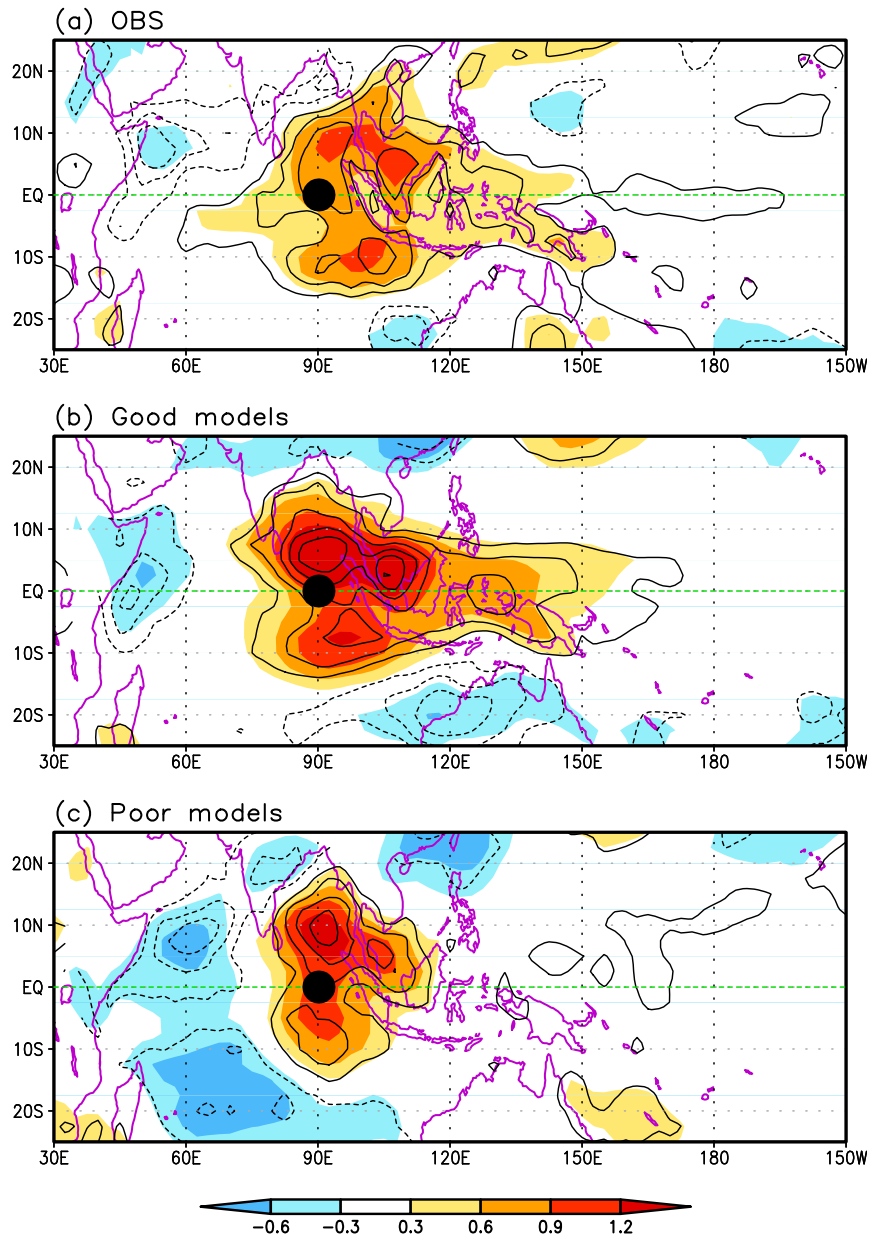 (a) OBS
20N
10N
EQ
10S
20S
30E 60E 90E 120E 150E 180 150W
(b) Good models
20N
10N
EQ
10S
20S
30E 60E 90E 120E 150E 180 150W
(c) Poor models
20N
10N
EQ
10S
20S
30E 60E 90E 120E 150E 180 150W
-0.6 -0.3 0.3 0.6 0.9 1.2